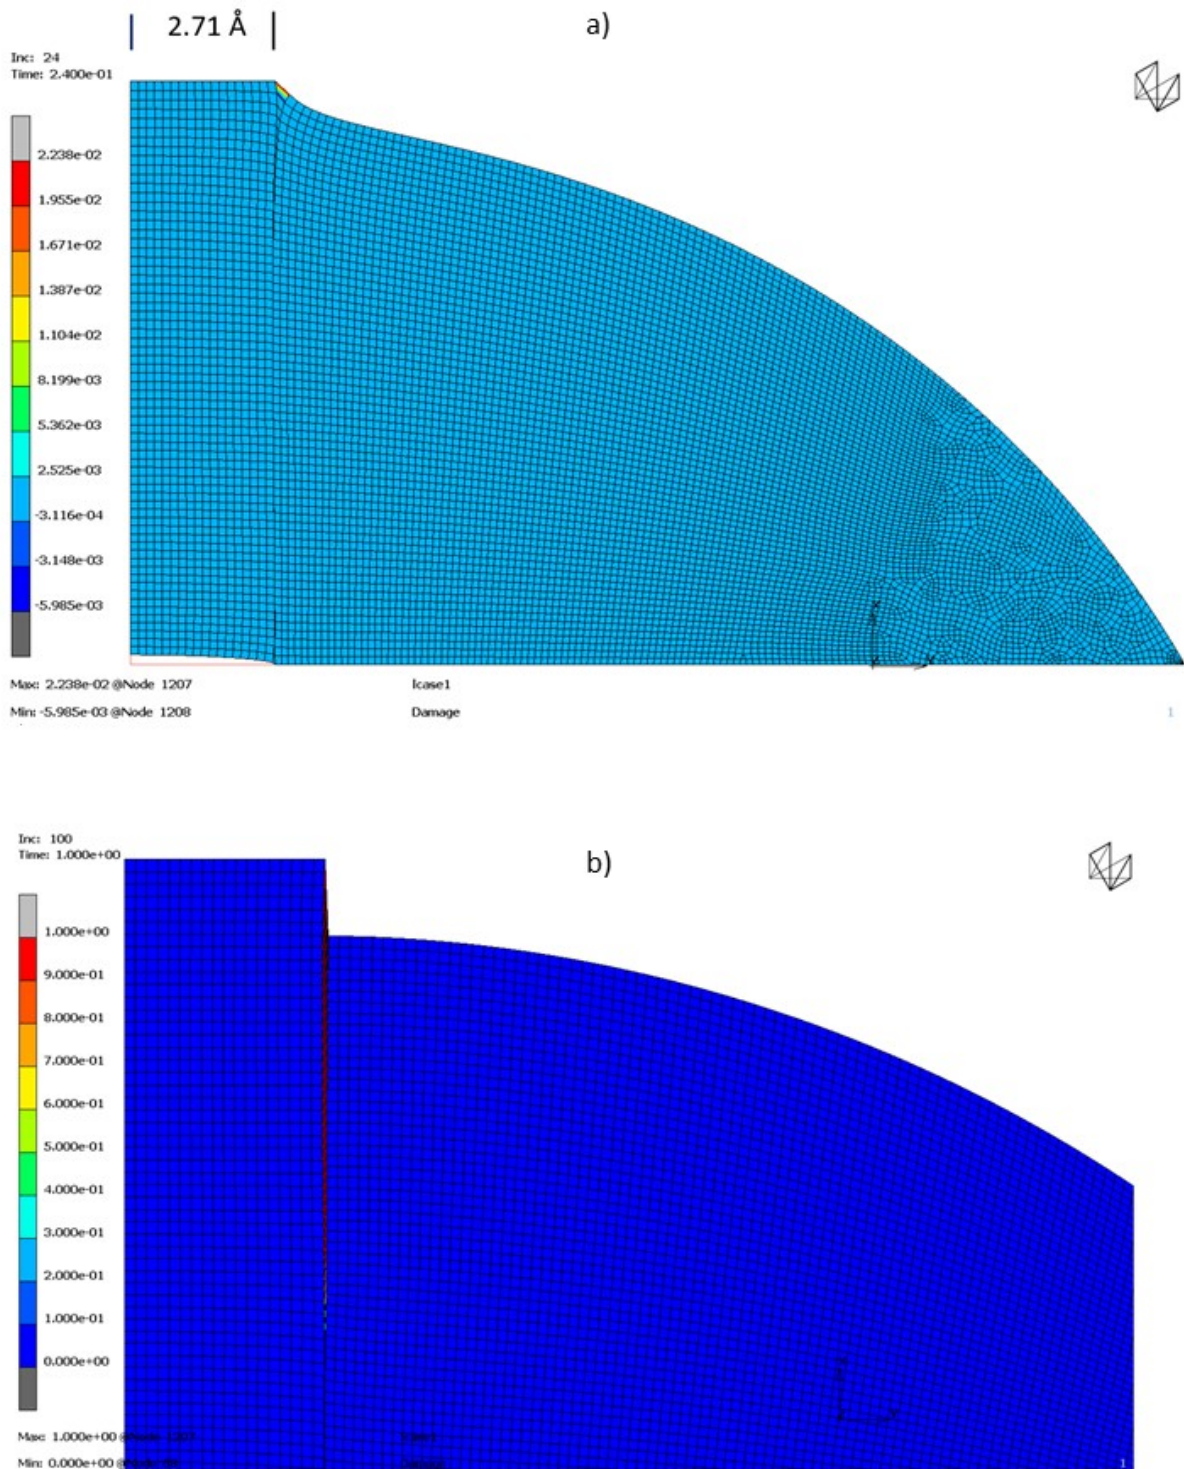 2.71 Å
a)
Inc: 24
Time: 2.400e-01
2.238e-02
1.955e-02
1.671e-02
1.387e-02
1.104e-02
8.199e-03
5.362e-03
2.525e-03
-3.116e-04
-3.148e-03
-5.985e-03
X
Y
Z
Max: 2.238e-02 @Node 1207
lcase1
Min: -5.985e-03 @Node 1208
Damage
1
Inc: 100
Time: 1.000e+00
b)
1.000e+00
9.000e-01
8.000e-01
7.000e-01
6.000e-01
5.000e-01
4.000e-01
3.000e-01
2.000e-01
1.000e-01
0.000e+00
Max: 1.000e+00
Min: 0.000e+00
1